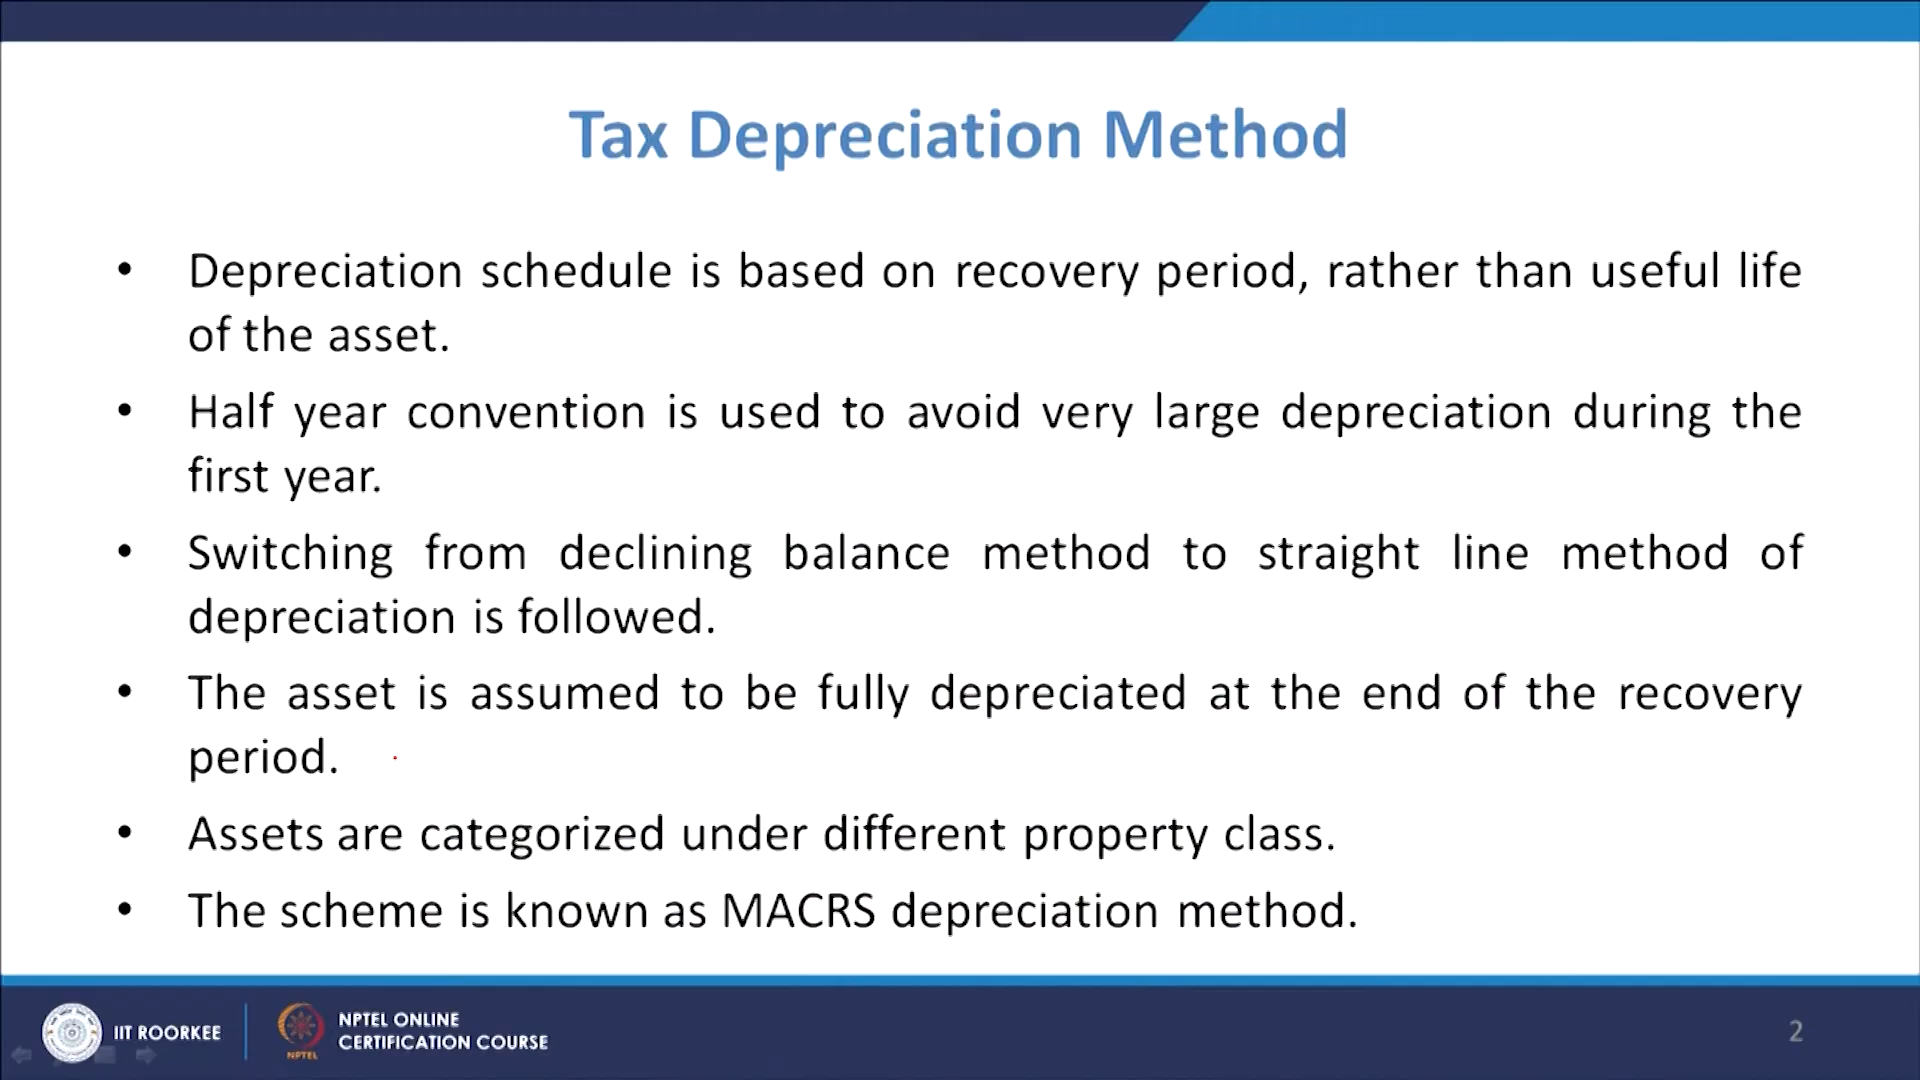 Tax Depreciation Method
• Depreciation schedule is based on recovery period, rather than useful life
of the asset.
• Half year convention is used to avoid very large depreciation during the
first year.
• Switching from declining balance method to straight line method of
depreciation is followed.
• The asset is assumed to be fully depreciated at the end of the recovery
period.
• Assets are categorized under different property class.
• The scheme is known as MACRS depreciation method.
IIT ROORKEE
NPTEL
NPTEL ONLINE
CERTIFICATION COURSE
2